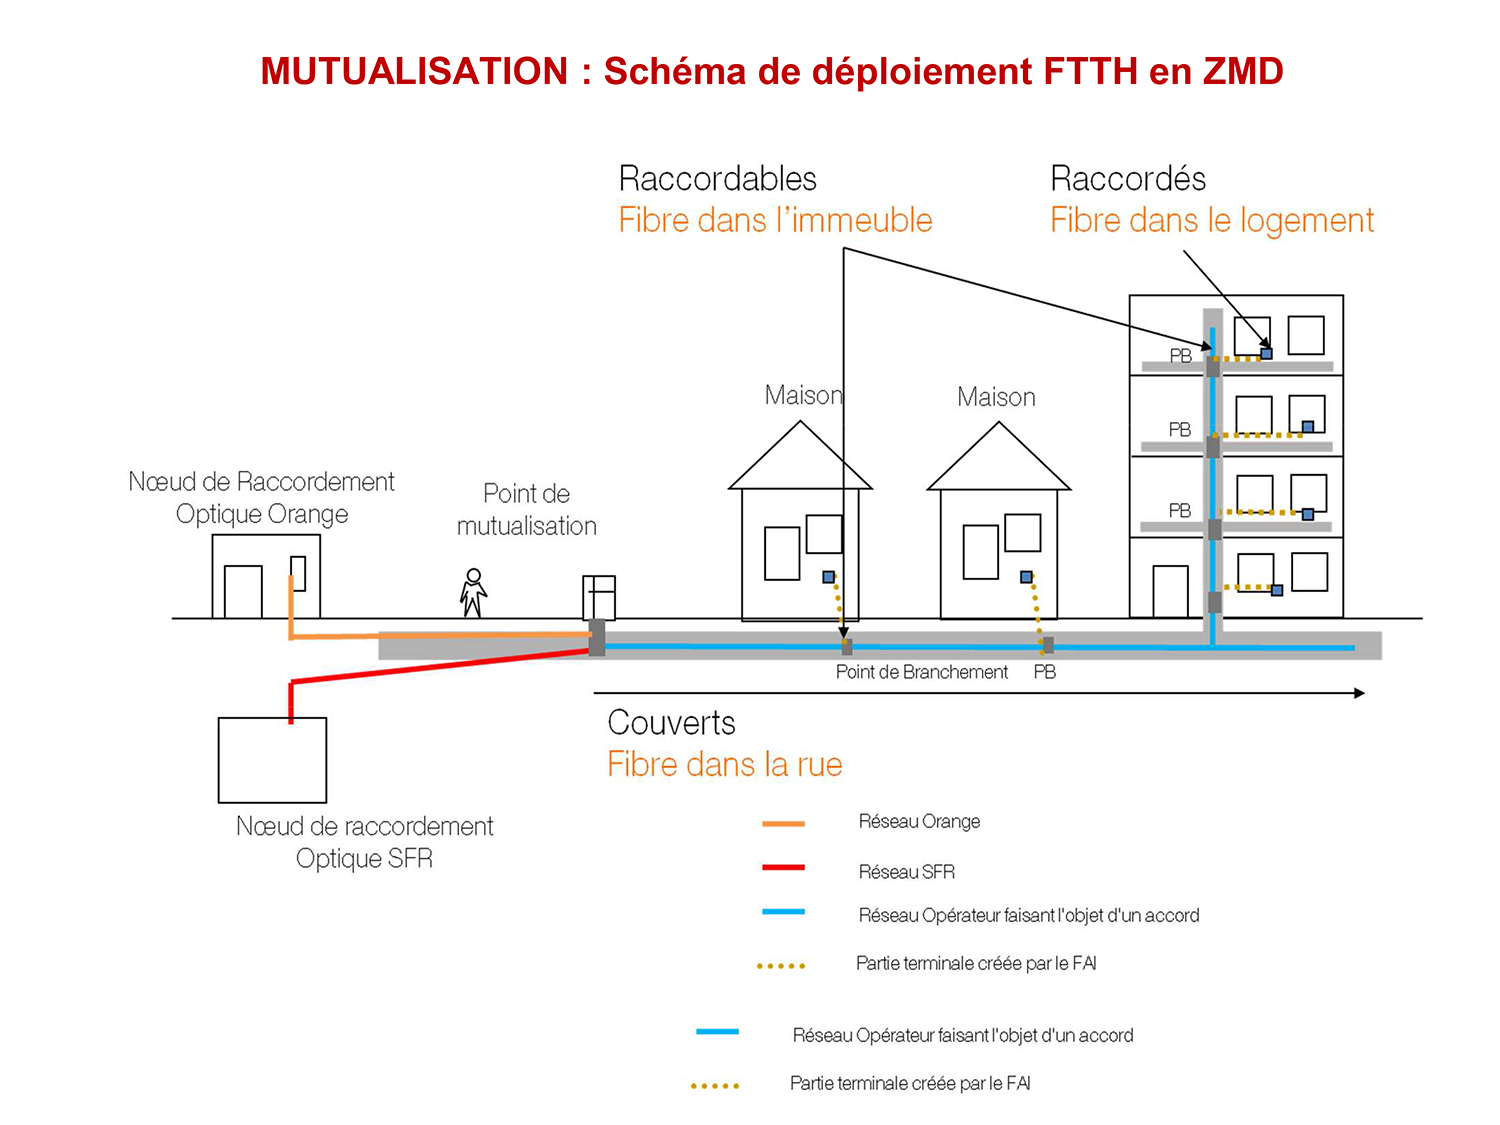 MUTUALISATION : Schéma de déploiement FTTH en ZMD
Raccordables
Fibre dans l'immeuble
Raccordés
Fibre dans le logement
PB
Maison
Maison
PB
Nœud de Raccordement
Optique Orange
Point de
mutualisation
PB
Point de Branchement
PB
Couverts
Fibre dans la rue
Nœud de raccordement
Optique SFR
Réseau Orange
Réseau SFR
Réseau Opérateur faisant l'objet d'un accord
Partie terminale créée par le FAI
Réseau Opérateur faisant l'objet d'un accord
Partie terminale créée par le FAI